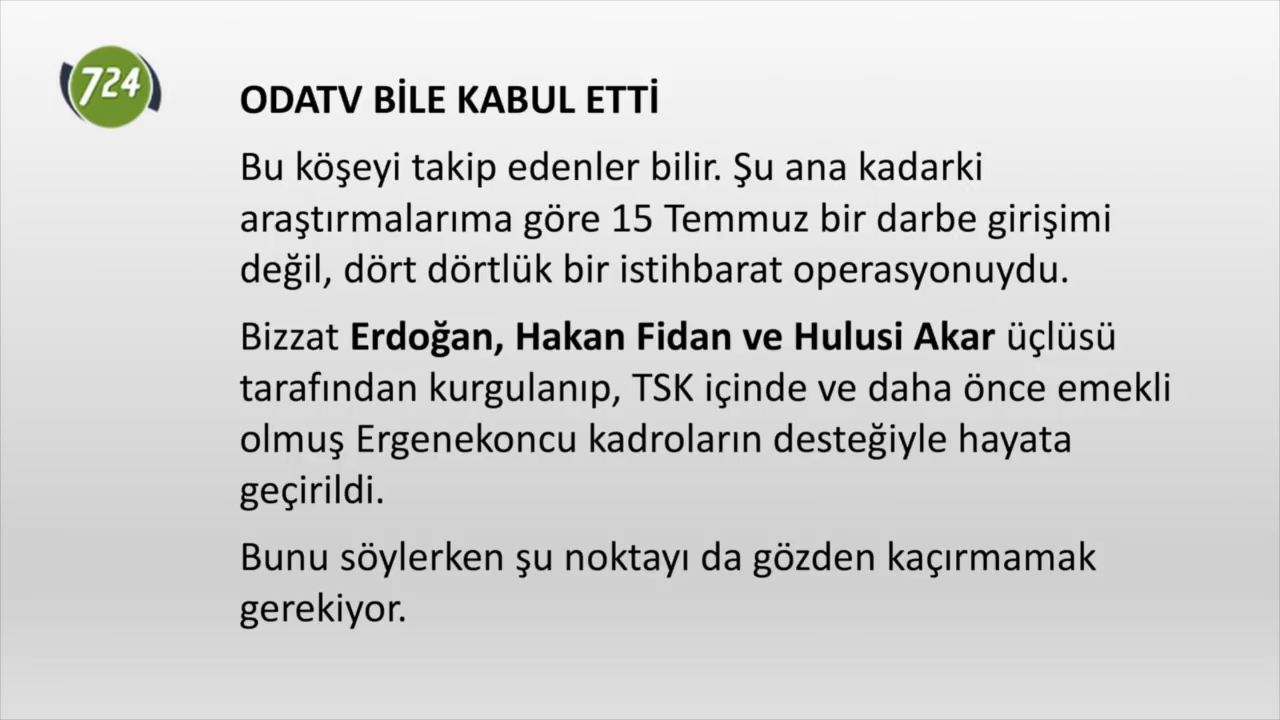 724
ODATV BİLE KABUL ETTİ
Bu köşeyi takip edenler bilir. Şu ana kadarki
araştırmalarıma göre 15 Temmuz bir darbe girişimi
değil, dört dörtlük bir istihbarat operasyonuydu.
Bizzat Erdoğan, Hakan Fidan ve Hulusi Akar üçlüsü
tarafından kurgulanıp, TSK içinde ve daha önce emekli
olmuş Ergenekoncu kadroların desteğiyle hayata
geçirildi.
Bunu söylerken şu noktayı da gözden kaçırmamak
gerekiyor.